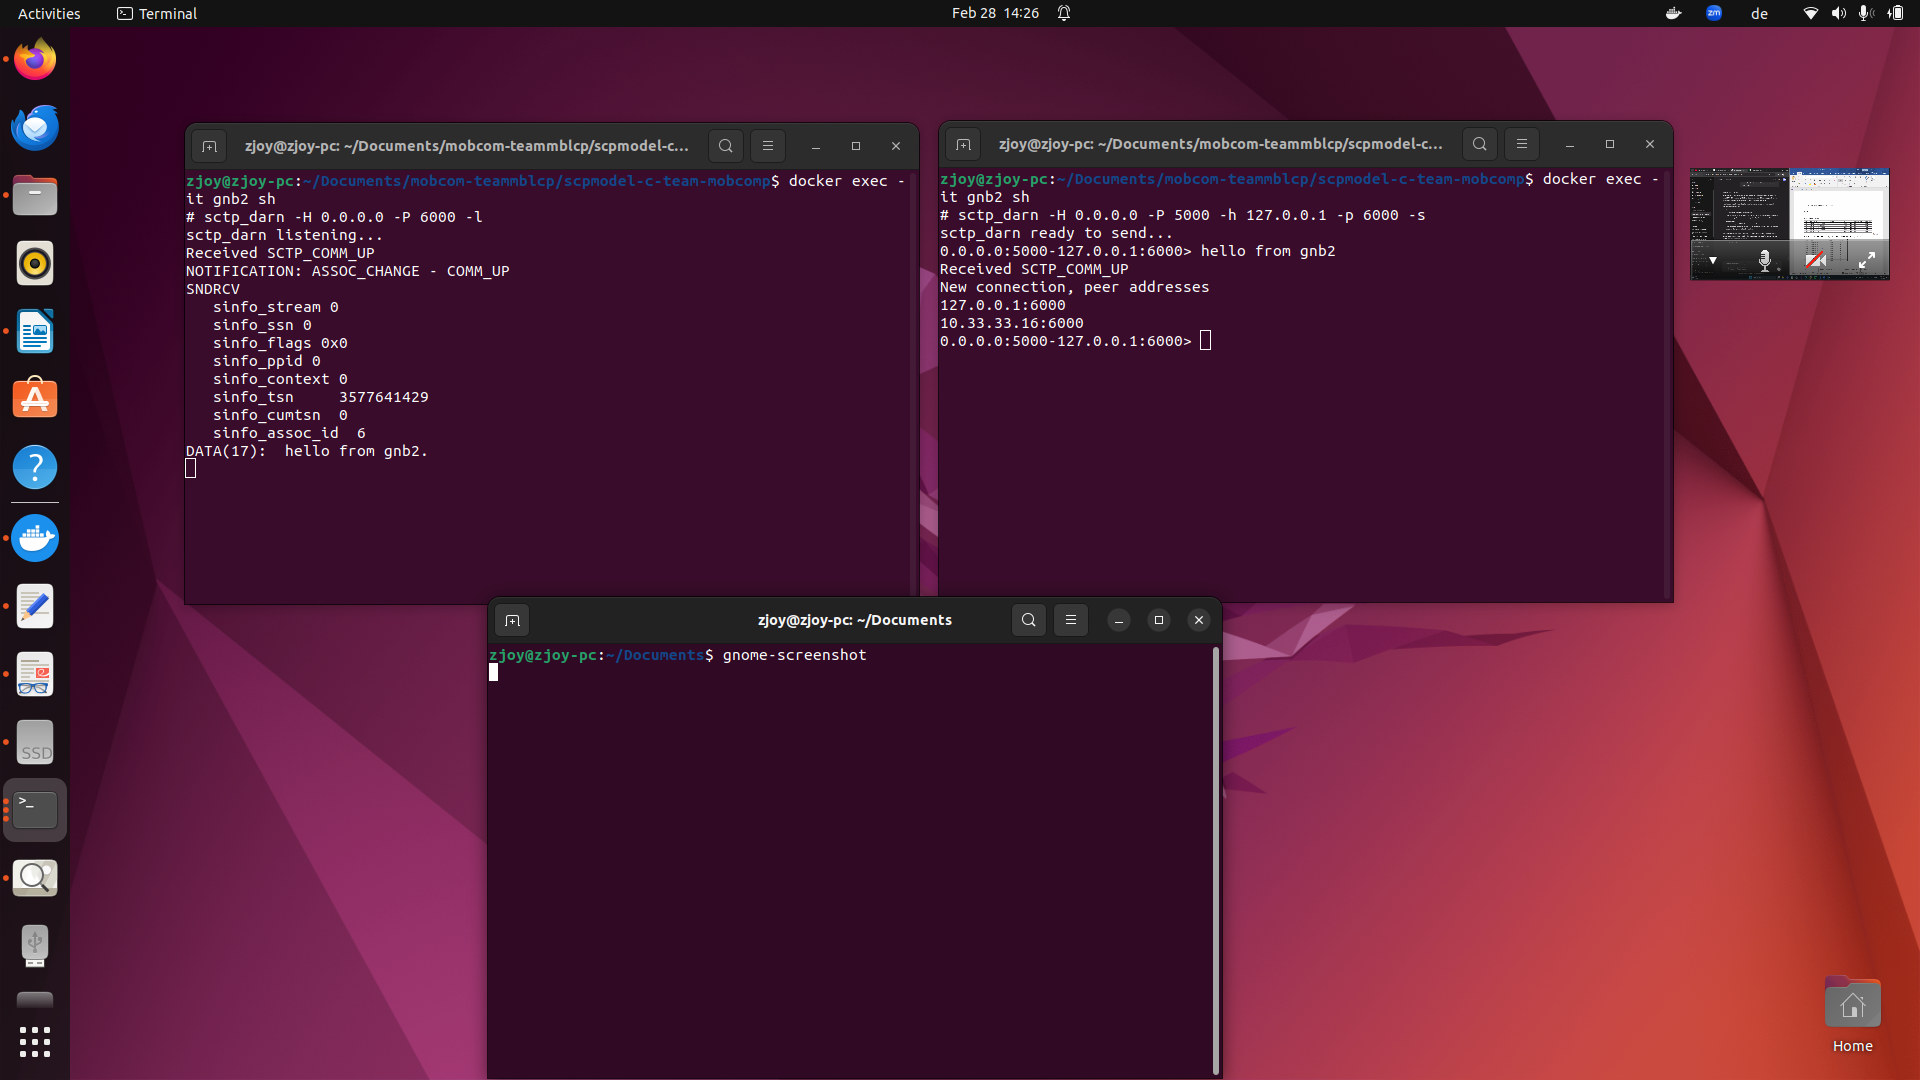 Activities
Terminal
Feb 28 14:26
zm
de
zjoy@zjoy-pc: ~/Documents/mobcom-teammblcp/scpmodel-c...
zjoy@zjoy-pc:~/Documents/mobcom-teammblcp/scpmodel-c-team-mobcomp$ docker exec -
it gnb2 sh
# sctp_darn -H 0.0.0.0 -P 6000 -l
sctp_darn listening...
Received SCTP_COMM_UP
NOTIFICATION: ASSOC_CHANGE - COMM_UP
SNDRCV
sinfo_stream 0
sinfo_ssn 0
sinfo_flags 0x0
sinfo_ppid 0
sinfo_context 0
sinfo_tsn     3577641429
sinfo_cumtsn  0
sinfo_assoc_id  6
DATA(17):  hello from gnb2.
zjoy@zjoy-pc: ~/Documents/mobcom-teammblcp/scpmodel-c...
zjoy@zjoy-pc:~/Documents/mobcom-teammblcp/scpmodel-c-team-mobcomp$ docker exec -
it gnb2 sh
# sctp_darn -H 0.0.0.0 -P 5000 -h 127.0.0.1 -p 6000 -s
sctp_darn ready to send...
0.0.0.0:5000-127.0.0.1:6000> hello from gnb2
Received SCTP_COMM_UP
New connection, peer addresses
127.0.0.1:6000
10.33.33.16:6000
0.0.0.0:5000-127.0.0.1:6000>
zjoy@zjoy-pc: ~/Documents
zjoy@zjoy-pc:~/Documents$ gnome-screenshot
SSD
>_
Home